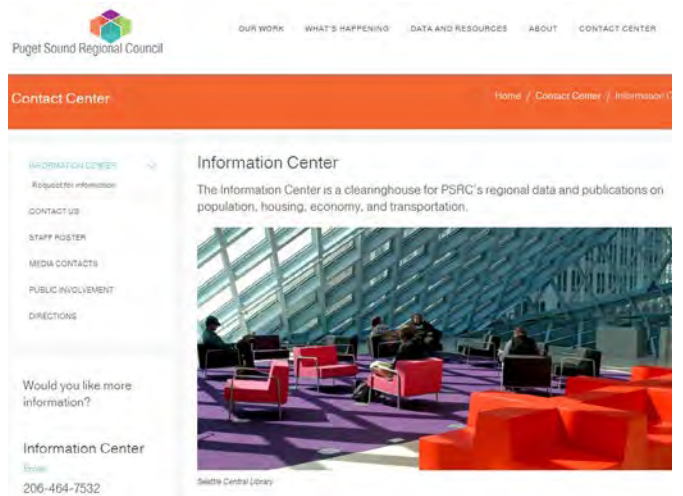 Puget Sound Regional Council
OUR WORK WHAT'S HAPPENING DATA AND RESOURCES ABOUT CONTACT CENTER
Contact Center
Home / Contact Center / Information C
INFORMATION CENTER
Request for information
CONTACT US
STAFF ROSTER
MEDIA CONTACTS
PUBLIC INVOLVEMENT
DIRECTIONS
Would you like more
information?
Information Center
Email
206-464-7532
Information Center
The Information Center is a clearinghouse for PSRC's regional data and publications on
population, housing, economy, and transportation.
Seattle Central Library